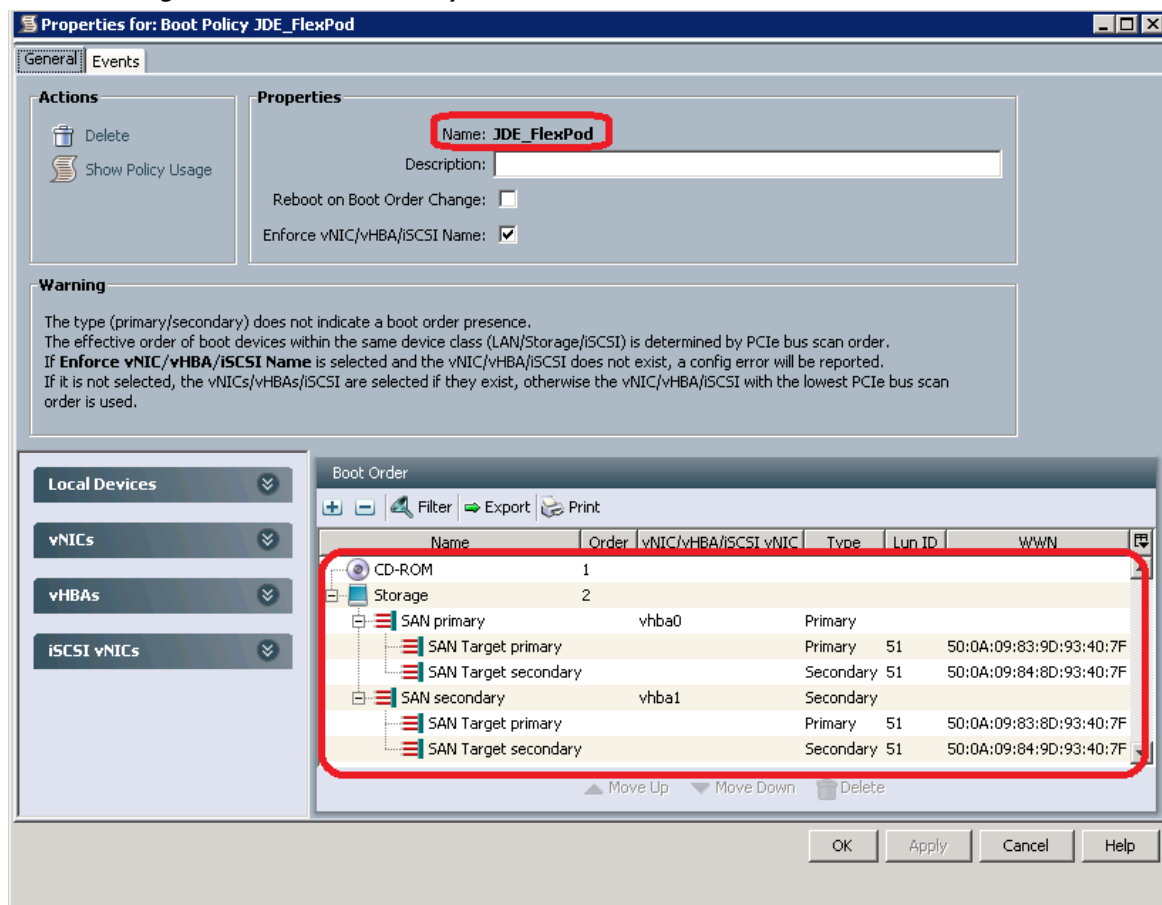 Properties for: Boot Policy JDE_FlexPod
General Events
Actions
Delete
Show Policy Usage
Properties
Name: JDE_FlexPod
Description:
Reboot on Boot Order Change:
Enforce vNIC/vHBA/iSCSI Name:
Warning
The type (primary/secondary) does not indicate a boot order presence.
The effective order of boot devices within the same device class (LAN/Storage/iSCSI) is determined by PCIe bus scan order.
If Enforce vNIC/vHBA/iSCSI Name is selected and the vNIC/vHBA/iSCSI does not exist, a config error will be reported.
If it is not selected, the vNICs/vHBAs/iSCSI are selected if they exist, otherwise the vNIC/vHBA/iSCSI with the lowest PCIe bus scan
order is used.
Local Devices
vNICs
vHBAs
iSCSI vNICs
Boot Order
Filter Export Print
Name Order vNIC/vHBA/iSCSI vNIC Type Lun ID WWN
CD-ROM 1
Storage 2
SAN primary vhba0 Primary
SAN Target primary Primary 51 50:0A:09:83:9D:93:40:7F
SAN Target secondary Secondary 51 50:0A:09:84:8D:93:40:7F
SAN secondary vhba1 Secondary
SAN Target primary Primary 51 50:0A:09:83:8D:93:40:7F
SAN Target secondary Secondary 51 50:0A:09:84:9D:93:40:7F
Move Up Move Down Delete
OK Apply Cancel Help